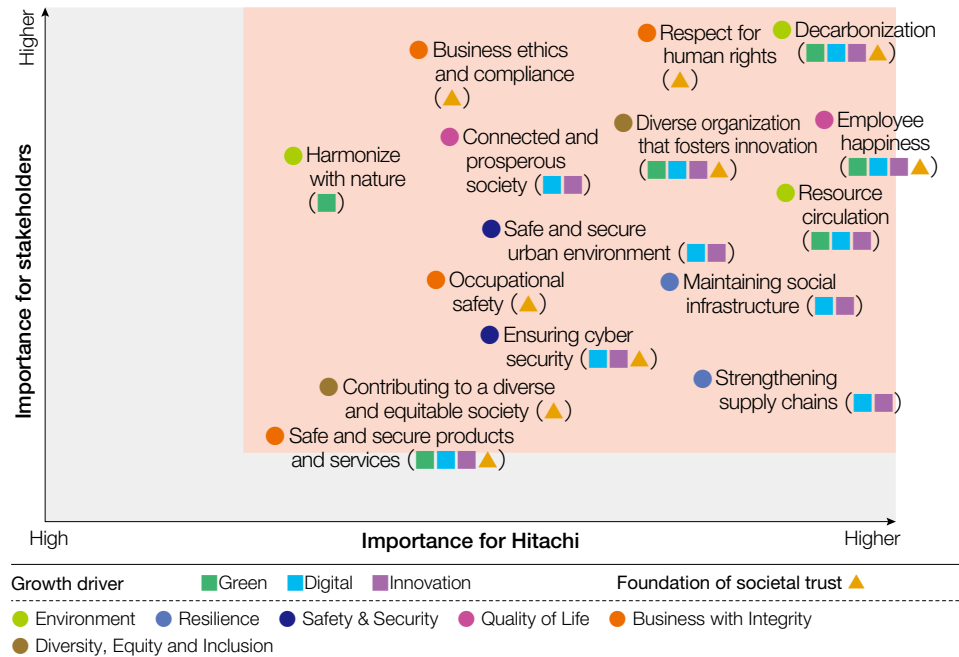 Higher
Importance for stakeholders
Business ethics
and compliance
( )
Respect for
human rights
( )
Decarbonization
( )
Harmonize
with nature
( )
Connected and
prosperous
society ( )
Diverse organization
that fosters innovation
( )
Employee
happiness
( )
Resource
circulation
( )
Safe and secure
urban environment ( )
Occupational
safety ( )
Maintaining social
infrastructure ( )
Ensuring cyber
security ( )
Contributing to a diverse
and equitable society ( )
Strengthening
supply chains ( )
Safe and secure products
and services ( )
High
Importance for Hitachi
Higher
Growth driver Green Digital Innovation Foundation of societal trust
Environment Resilience Safety & Security Quality of Life Business with Integrity
Diversity, Equity and Inclusion